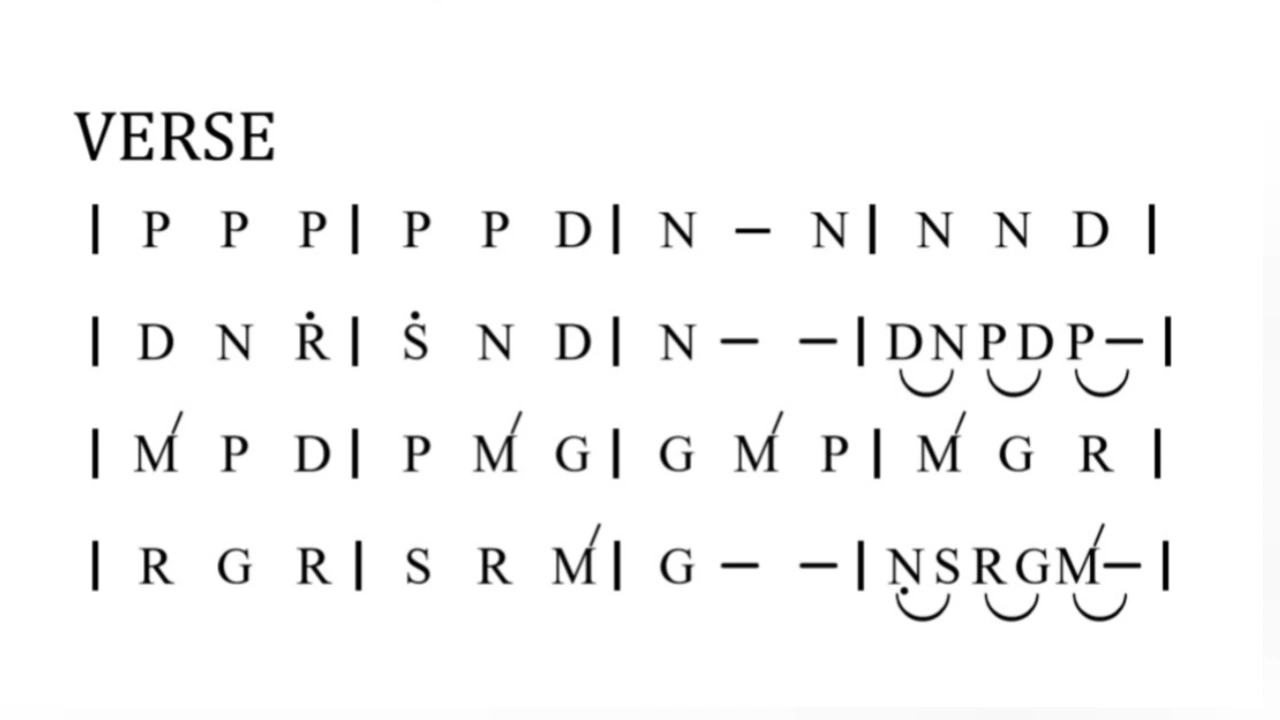 VERSE
| P P P | P P D | N – N | N N D |
| D N Ṙ | Ṡ N D | N – – | DN PD P– |
| M̍ P D | P M̍ G | G M̍ P | M̍ G R |
| R G R | S R M̍ | G – – | ṆS RG M̍– |